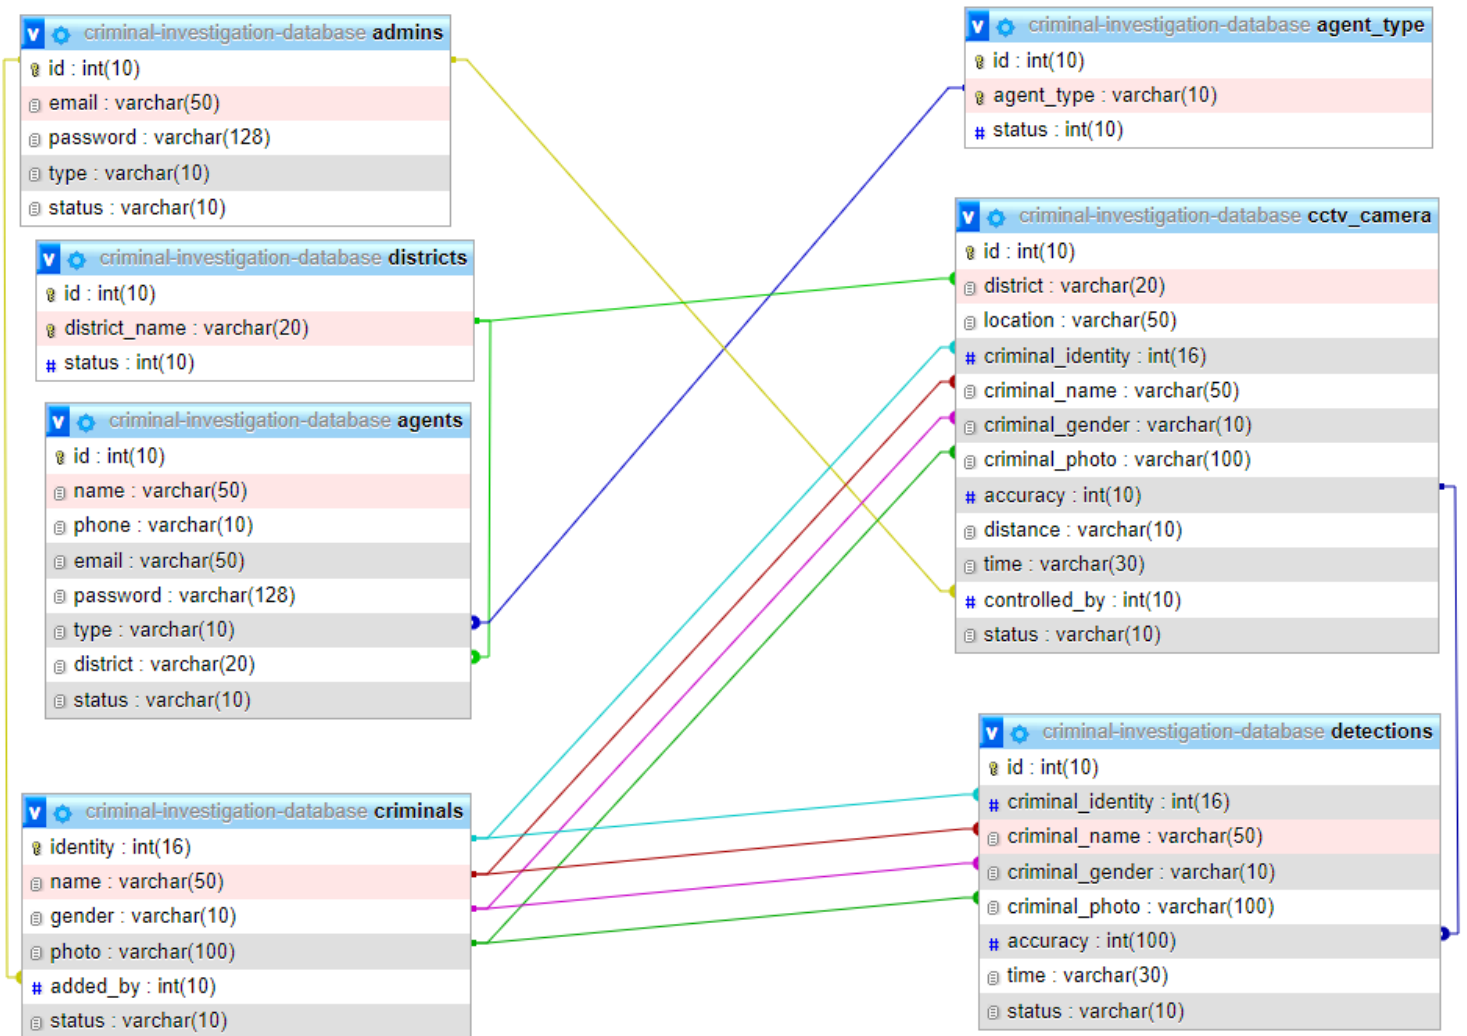 criminal-investigation-database admins
id : int(10)
email : varchar(50)
password : varchar(128)
type : varchar(10)
status : varchar(10)
criminal-investigation-database districts
id : int(10)
district_name : varchar(20)
status : int(10)
criminal-investigation-database agents
id : int(10)
name : varchar(50)
phone : varchar(10)
email : varchar(50)
password : varchar(128)
type : varchar(10)
district : varchar(20)
status : varchar(10)
criminal-investigation-database criminals
identity : int(16)
name : varchar(50)
gender : varchar(10)
photo : varchar(100)
# added_by : int(10)
status : varchar(10)
criminal-investigation-database agent_type
id : int(10)
agent_type : varchar(10)
# status : int(10)
criminal-investigation-database cctv_camera
id : int(10)
district : varchar(20)
location : varchar(50)
# criminal_identity : int(16)
criminal_name : varchar(50)
criminal_gender : varchar(10)
criminal_photo : varchar(100)
# accuracy : int(10)
distance : varchar(10)
time : varchar(30)
# controlled_by : int(10)
status : varchar(10)
criminal-investigation-database detections
id : int(10)
# criminal_identity : int(16)
criminal_name : varchar(50)
criminal_gender : varchar(10)
criminal_photo : varchar(100)
# accuracy : int(100)
time : varchar(30)
status : varchar(10)